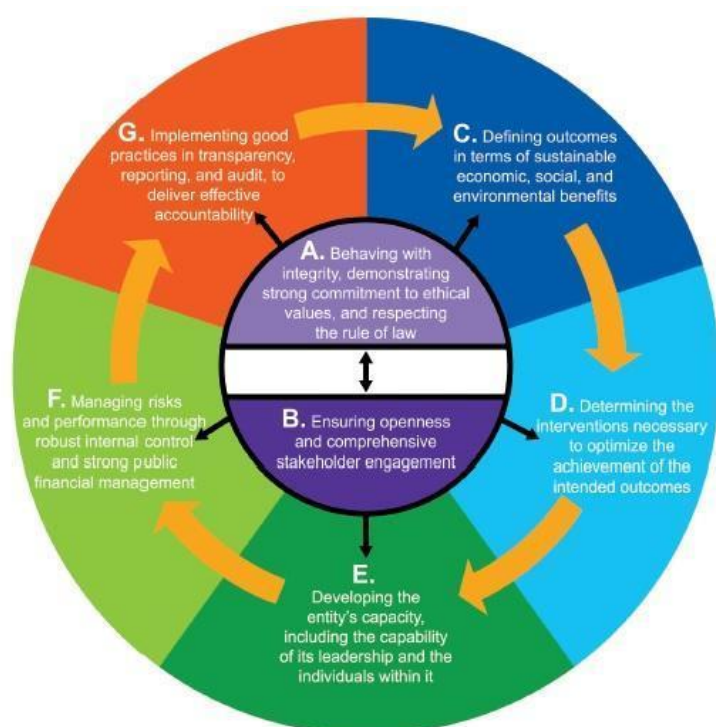 A. Behaving with
integrity, demonstrating
strong commitment to ethical
values, and respecting
the rule of law
B. Ensuring openness
and comprehensive
stakeholder engagement
C. Defining outcomes
in terms of sustainable
economic, social, and
environmental benefits
D. Determining the
interventions necessary
to optimize the
achievement of the
intended outcomes
E.
Developing the
entity's capacity,
including the capability
of its leadership and the
individuals within it
F. Managing risks
and performance through
robust internal control
and strong public
financial management
G. Implementing good
practices in transparency,
reporting, and audit, to
deliver effective
accountability